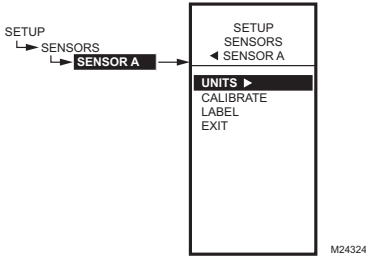 SETUP
SENSORS
SENSOR A
SETUP
SENSORS
◄ SENSOR A
UNITS ►
CALIBRATE
LABEL
EXIT
M24324